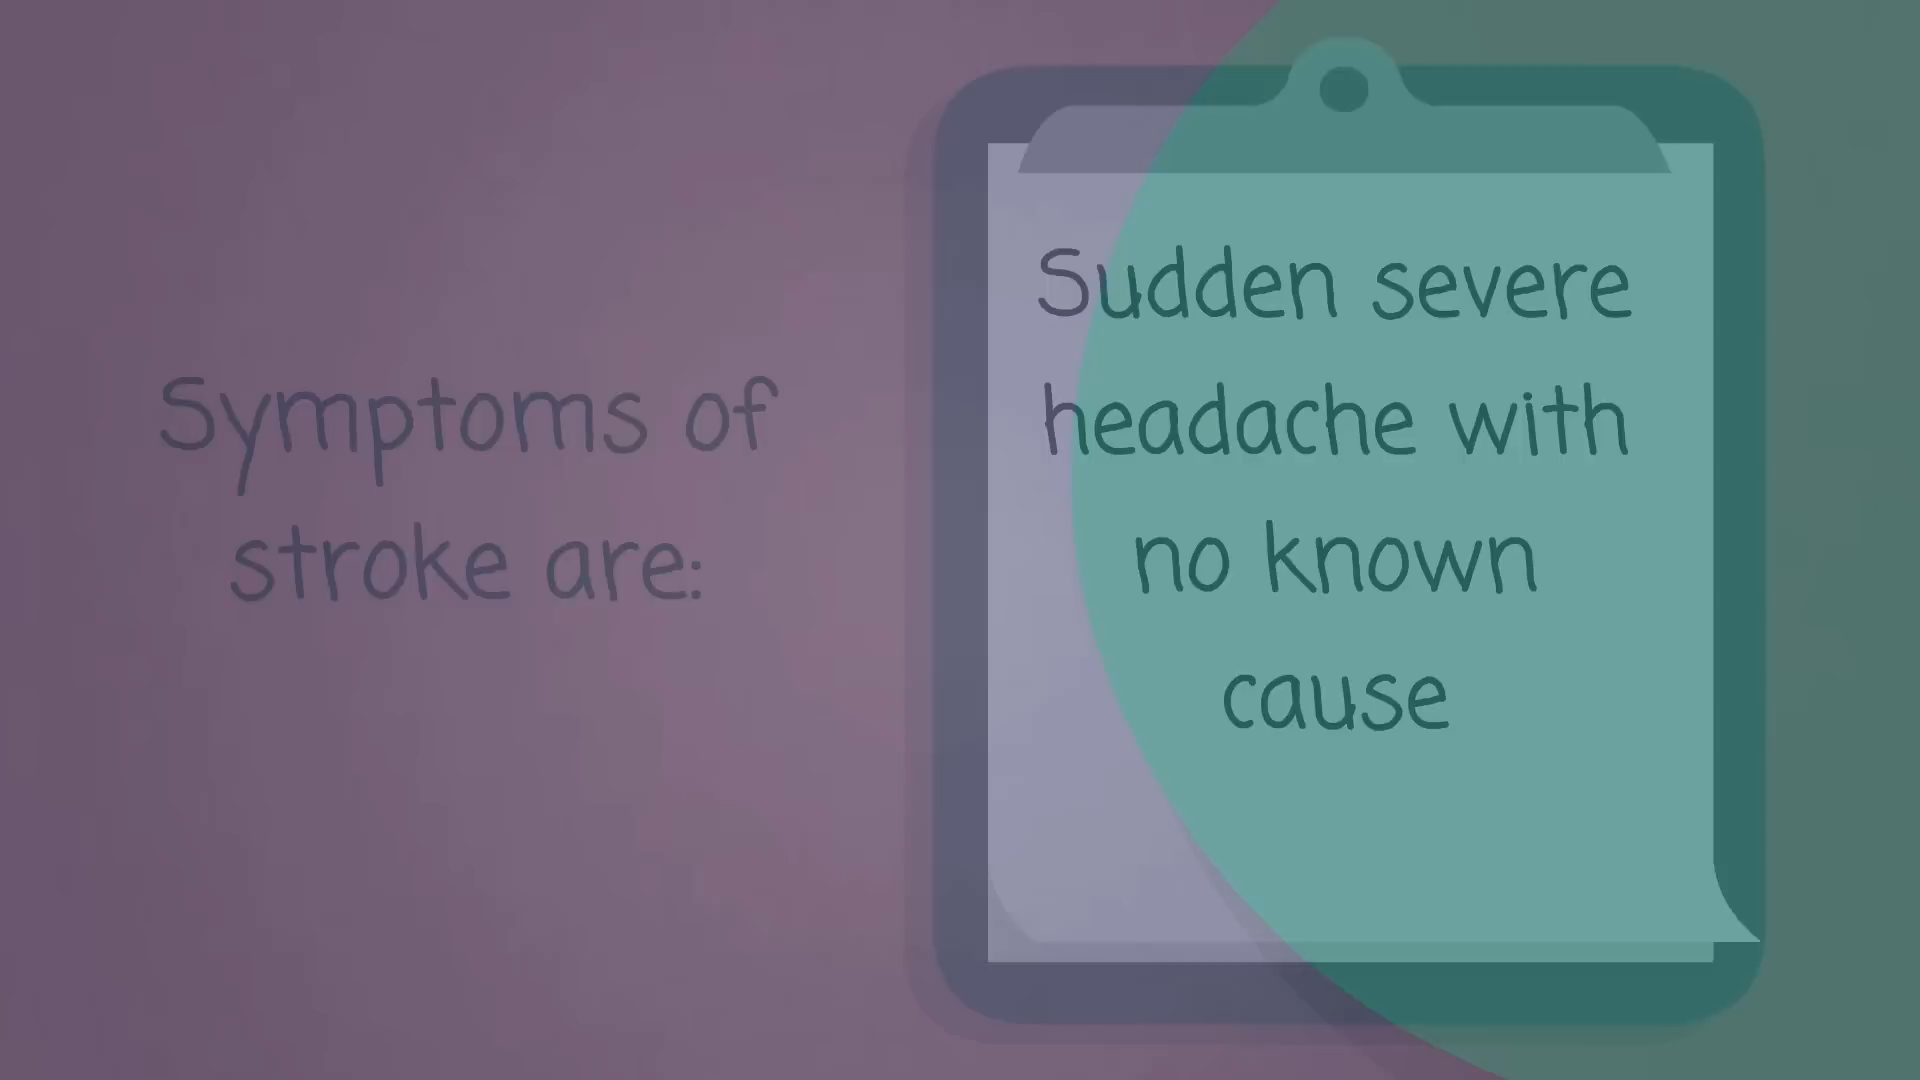 Symptoms of
stroke are:
Sudden severe
headache with
no known
cause